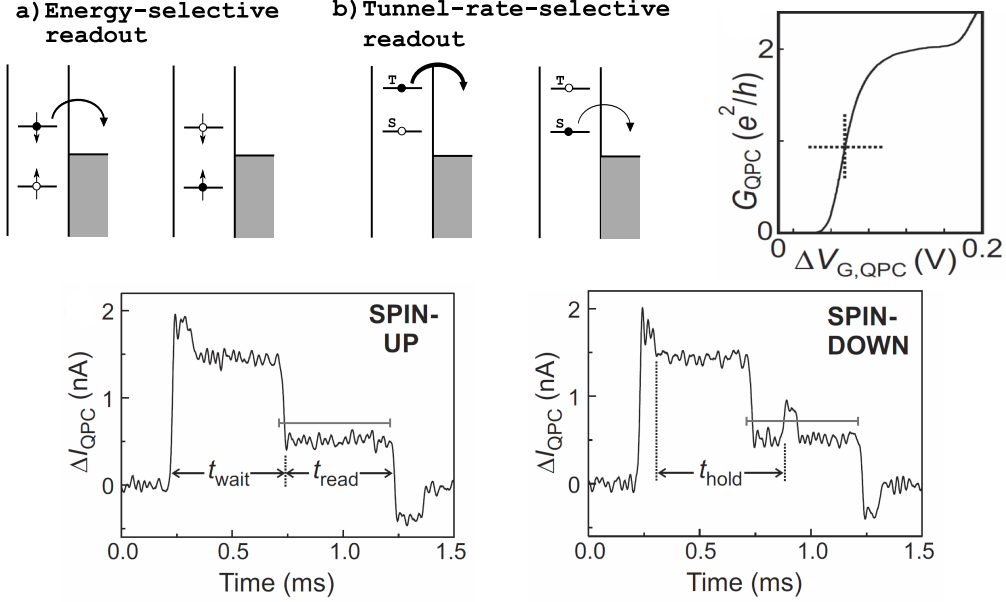 a)Energy-selective
readout
b)Tunnel-rate-selective
readout
T
S
T
S
2
0
G_QPC (e²/h)
0
0.2
ΔV_G,QPC (V)
SPIN-
UP
2
1
0
ΔI_QPC (nA)
t_wait
t_read
0.0
0.5
1.0
1.5
Time (ms)
SPIN-
DOWN
2
1
0
ΔI_QPC (nA)
t_hold
0.0
0.5
1.0
1.5
Time (ms)